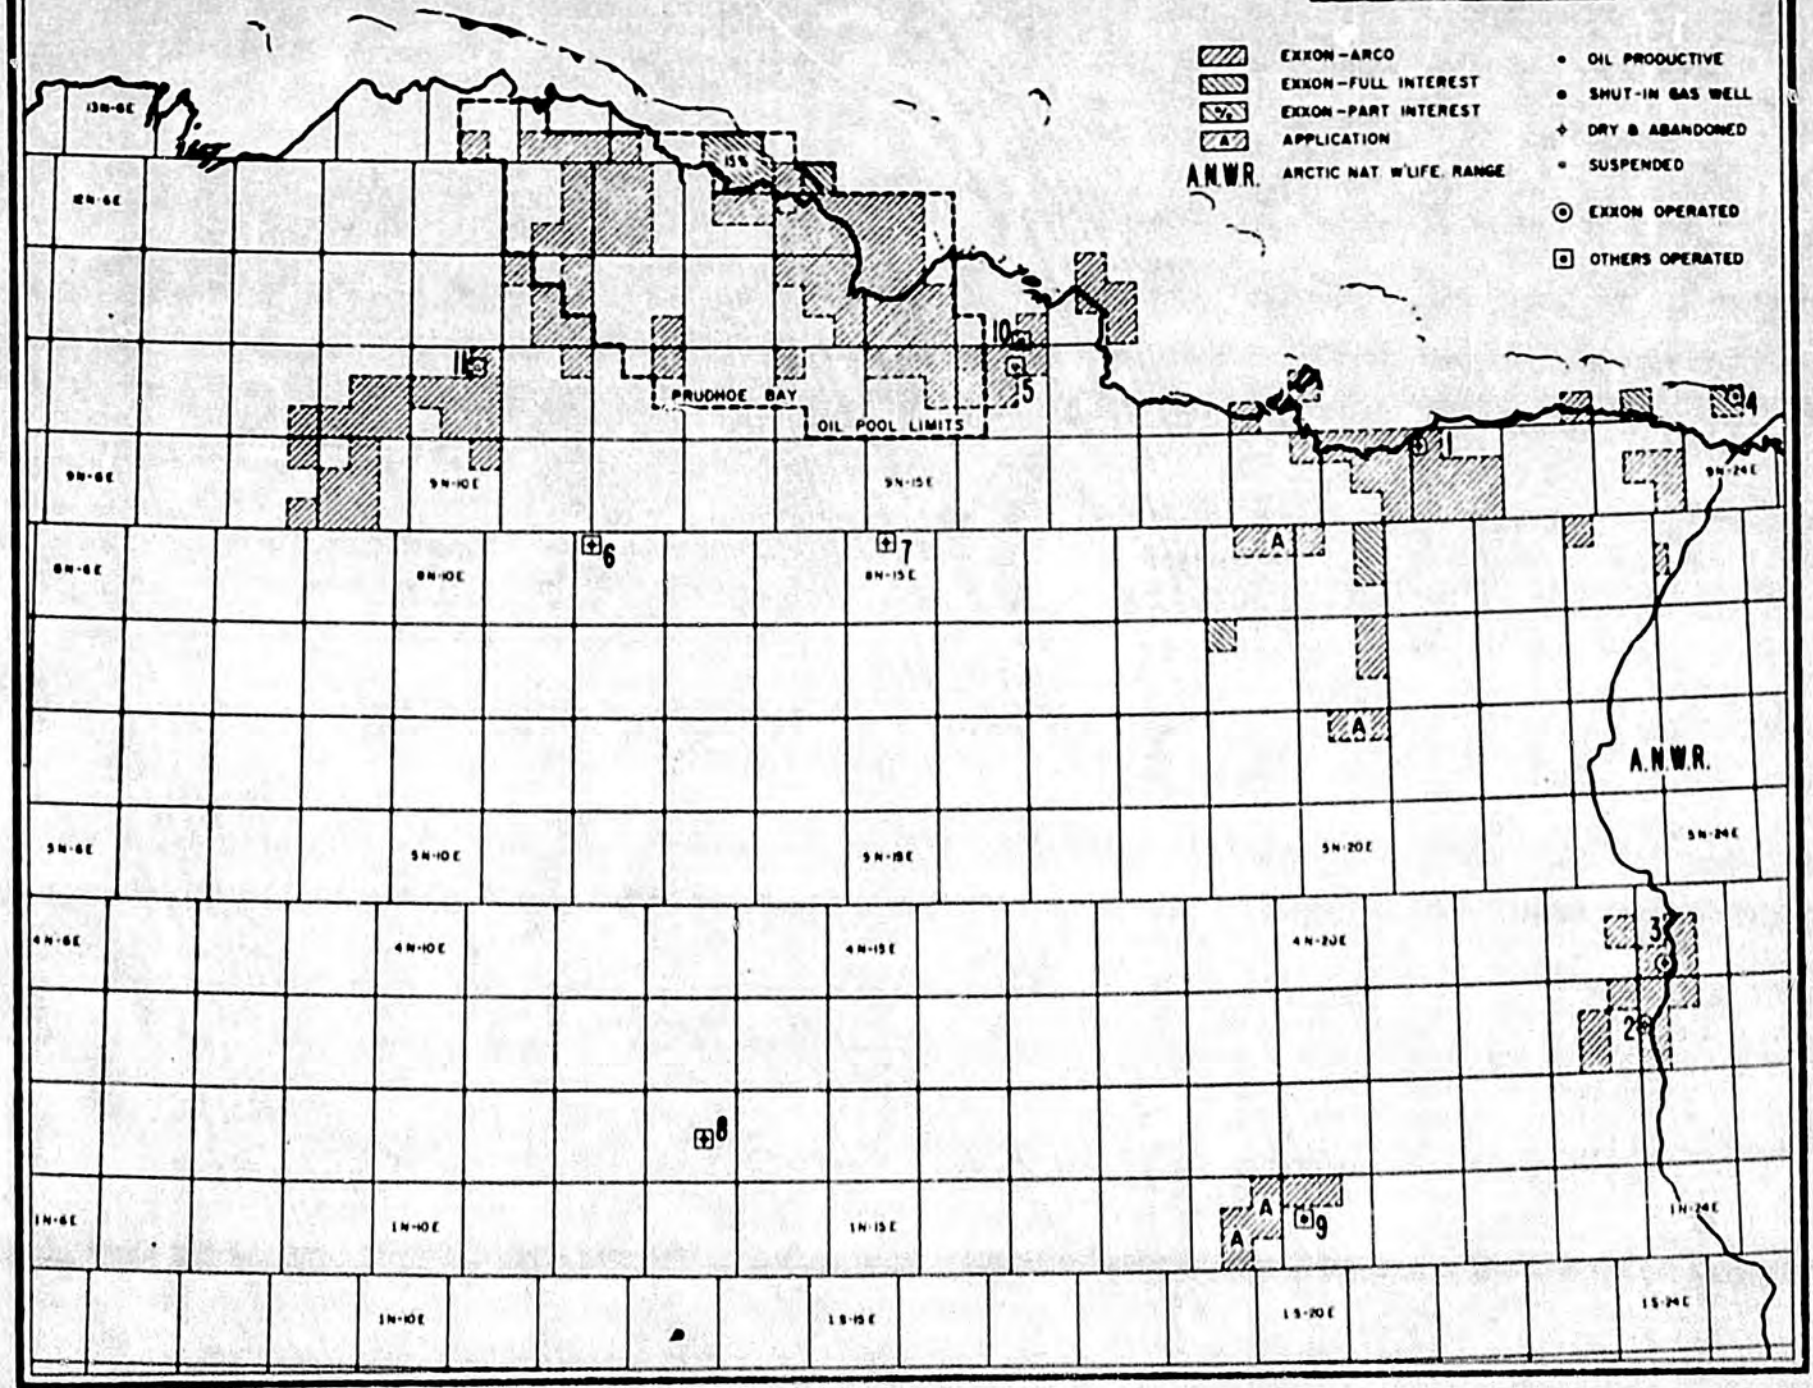 EXXON-ARCO
EXXON-FULL INTEREST
% EXXON-PART INTEREST
A APPLICATION
A.N.W.R. ARCTIC NAT. W'LIFE. RANGE
OIL PRODUCTIVE
SHUT-IN GAS WELL
DRY & ABANDONED
SUSPENDED
EXXON OPERATED
OTHERS OPERATED
13N-6E
15%
12N-6E
10
11
5
PRUDHOE BAY
OIL POOL LIMITS
4
1
9N-6E
9N-10E
9N-15E
9N-24E
6
7
A
8N-6E
8N-10E
8N-15E
A
A.N.W.R.
5N-6E
5N-10E
5N-15E
5N-20E
5N-24E
4N-6E
4N-10E
4N-15E
4N-20E
3
2
8
1N-6E
1N-10E
1N-15E
A
A
9
1N-24E
1N-10E
1S-15E
1S-20E
1S-24E